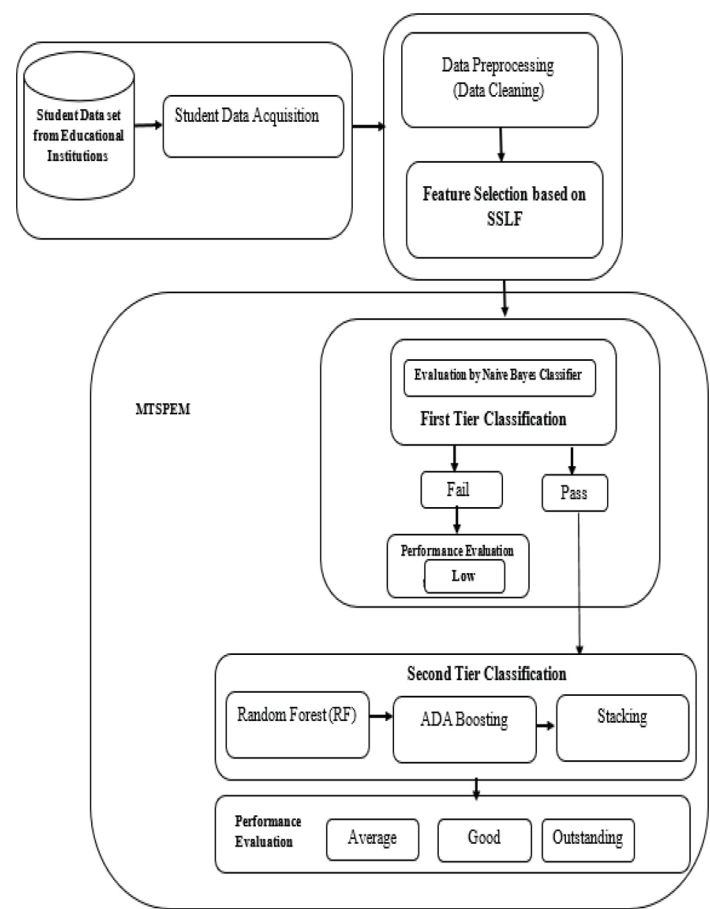 Student Data set
from Educational
Institutions
Student Data Acquisition
Data Preprocessing
(Data Cleaning)
Feature Selection based on
SSLF
MTSPEM
Evaluation by Naive Bayes Classifier
First Tier Classification
Fail
Pass
Performance Evaluation
Low
Second Tier Classification
Random Forest (RF)
ADA Boosting
Stacking
Performance
Evaluation
Average
Good
Outstanding